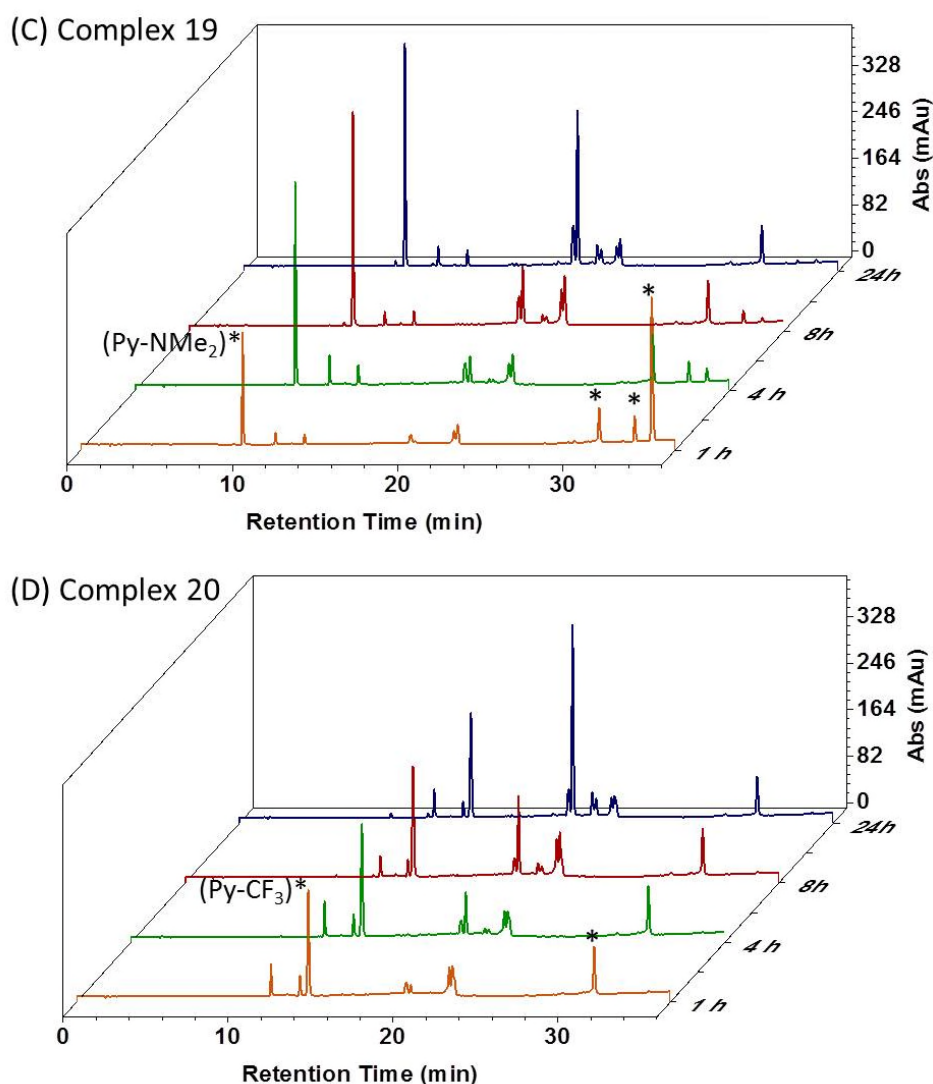 (C) Complex 19
328
246
164
82
0
Abs (mAu)
24h
8h
4 h
1 h
(Py-NMe₂)*
*
*
*
0
10
20
30
Retention Time (min)
(D) Complex 20
328
246
164
82
0
Abs (mAu)
24h
8h
4 h
1 h
(Py-CF₃)*
*
0
10
20
30
Retention Time (min)